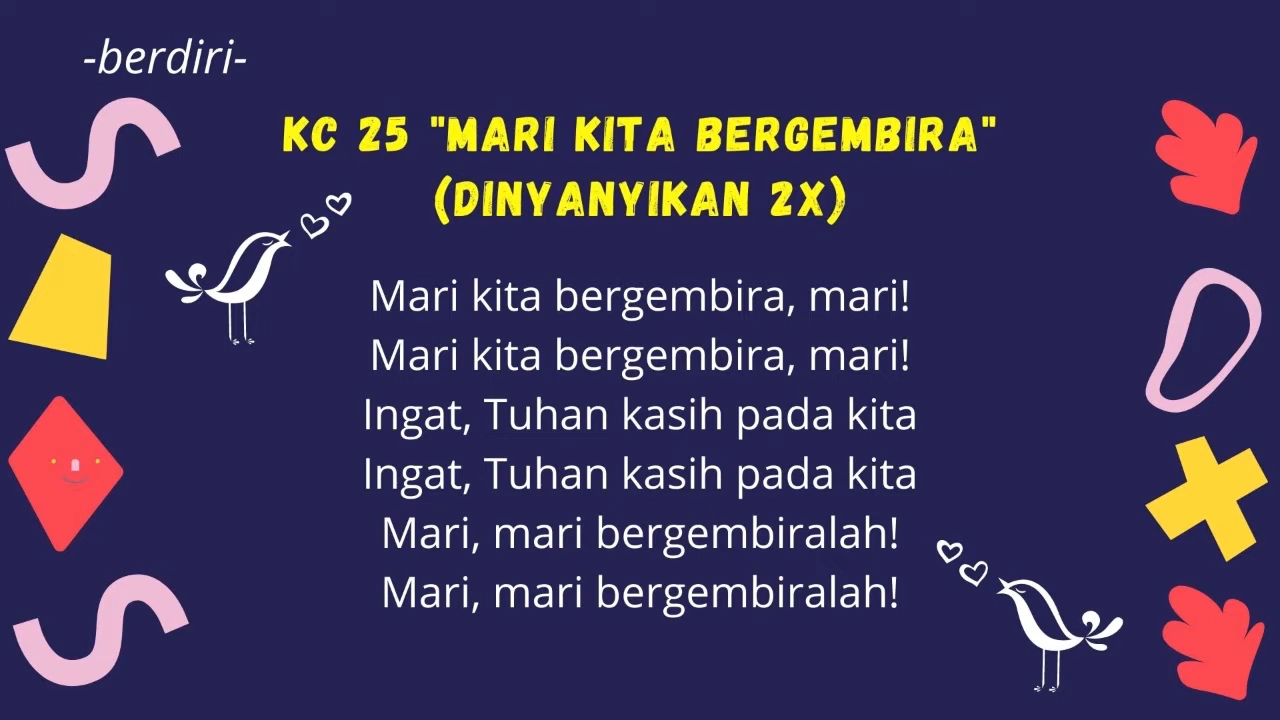 -berdiri-
KC 25 "MARI KITA BERGEMBIRA"
(DINYANYIKAN 2X)
Mari kita bergembira, mari!
Mari kita bergembira, mari!
Ingat, Tuhan kasih pada kita
Ingat, Tuhan kasih pada kita
Mari, mari bergembiralah!
Mari, mari bergembiralah!